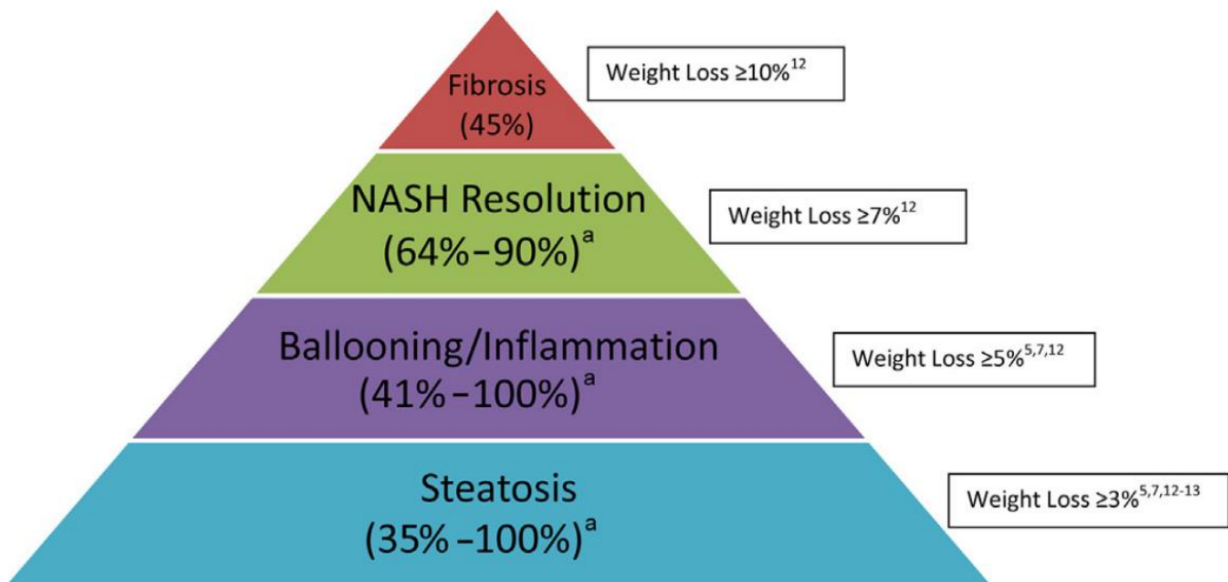 Fibrosis
(45%)
Weight Loss ≥10%¹²
NASH Resolution
(64%–90%)ᵃ
Weight Loss ≥7%¹²
Ballooning/Inflammation
(41%–100%)ᵃ
Weight Loss ≥5%⁵,⁷,¹²
Steatosis
(35%–100%)ᵃ
Weight Loss ≥3%⁵,⁷,¹²⁻¹³